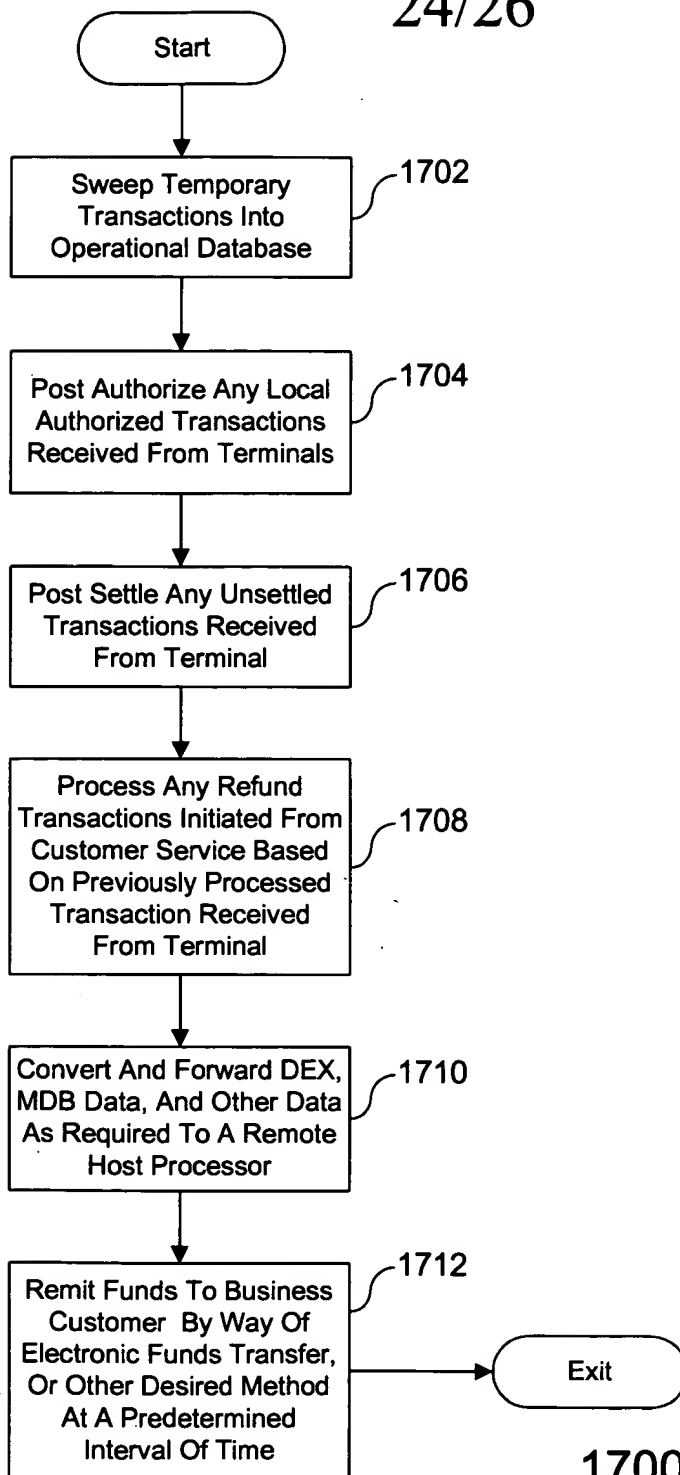 24/26
Start
Sweep Temporary
Transactions Into
Operational Database
1702
Post Authorize Any Local
Authorized Transactions
Received From Terminals
1704
Post Settle Any Unsettled
Transactions Received
From Terminal
1706
Process Any Refund
Transactions Initiated From
Customer Service Based
On Previously Processed
Transaction Received
From Terminal
1708
Convert And Forward DEX,
MDB Data, And Other Data
As Required To A Remote
Host Processor
1710
Remit Funds To Business
Customer By Way Of
Electronic Funds Transfer,
Or Other Desired Method
At A Predetermined
Interval Of Time
1712
Exit
1700